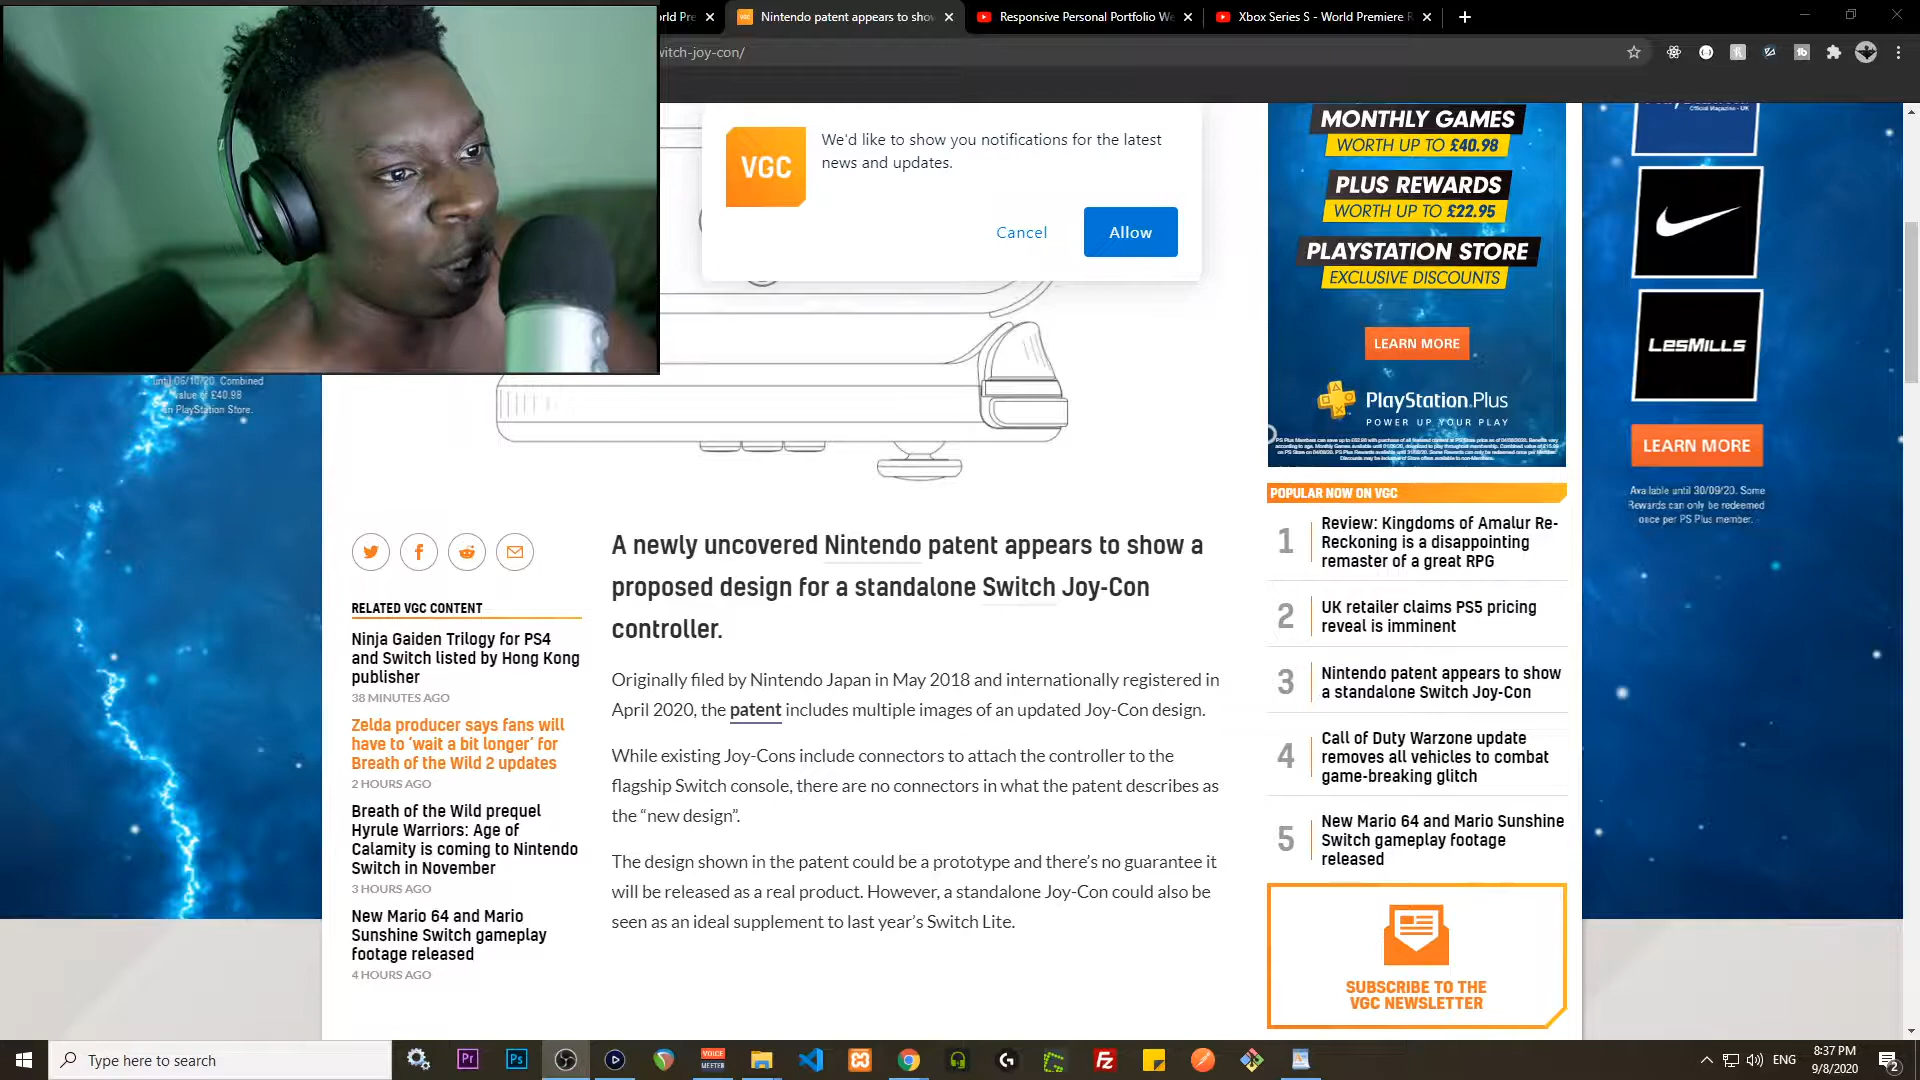 rld Pre
Nintendo patent appears to sho
Responsive Personal Portfolio We
Xbox Series S - World Premiere R
witch-joy-con/
VGC
We'd like to show you notifications for the latest
news and updates.
Cancel
Allow
MONTHLY GAMES
WORTH UP TO £40.98
PLUS REWARDS
WORTH UP TO £22.95
PLAYSTATION STORE
EXCLUSIVE DISCOUNTS
LEARN MORE
PlayStation.Plus
POWER UP YOUR PLAY
Official Magazine - UK
LESMILLS
LEARN MORE
Available until 30/09/20. Some
Rewards can only be redeemed
once per PS Plus member.
until 06/10/20. Combined
value of £40.98
on PlayStation Store.
RELATED VGC CONTENT
Ninja Gaiden Trilogy for PS4
and Switch listed by Hong Kong
publisher
38 MINUTES AGO
Zelda producer says fans will
have to ‘wait a bit longer’ for
Breath of the Wild 2 updates
2 HOURS AGO
Breath of the Wild prequel
Hyrule Warriors: Age of
Calamity is coming to Nintendo
Switch in November
3 HOURS AGO
New Mario 64 and Mario
Sunshine Switch gameplay
footage released
4 HOURS AGO
A newly uncovered Nintendo patent appears to show a
proposed design for a standalone Switch Joy-Con
controller.
Originally filed by Nintendo Japan in May 2018 and internationally registered in
April 2020, the patent includes multiple images of an updated Joy-Con design.
While existing Joy-Cons include connectors to attach the controller to the
flagship Switch console, there are no connectors in what the patent describes as
the “new design”.
The design shown in the patent could be a prototype and there’s no guarantee it
will be released as a real product. However, a standalone Joy-Con could also be
seen as an ideal supplement to last year’s Switch Lite.
POPULAR NOW ON VGC
1
Review: Kingdoms of Amalur Re-
Reckoning is a disappointing
remaster of a great RPG
2
UK retailer claims PS5 pricing
reveal is imminent
3
Nintendo patent appears to show
a standalone Switch Joy-Con
4
Call of Duty Warzone update
removes all vehicles to combat
game-breaking glitch
5
New Mario 64 and Mario Sunshine
Switch gameplay footage
released
SUBSCRIBE TO THE
VGC NEWSLETTER
Type here to search
Pr
Ps
VOICE
MEETER
Fz
ENG
8:37 PM
9/8/2020
2